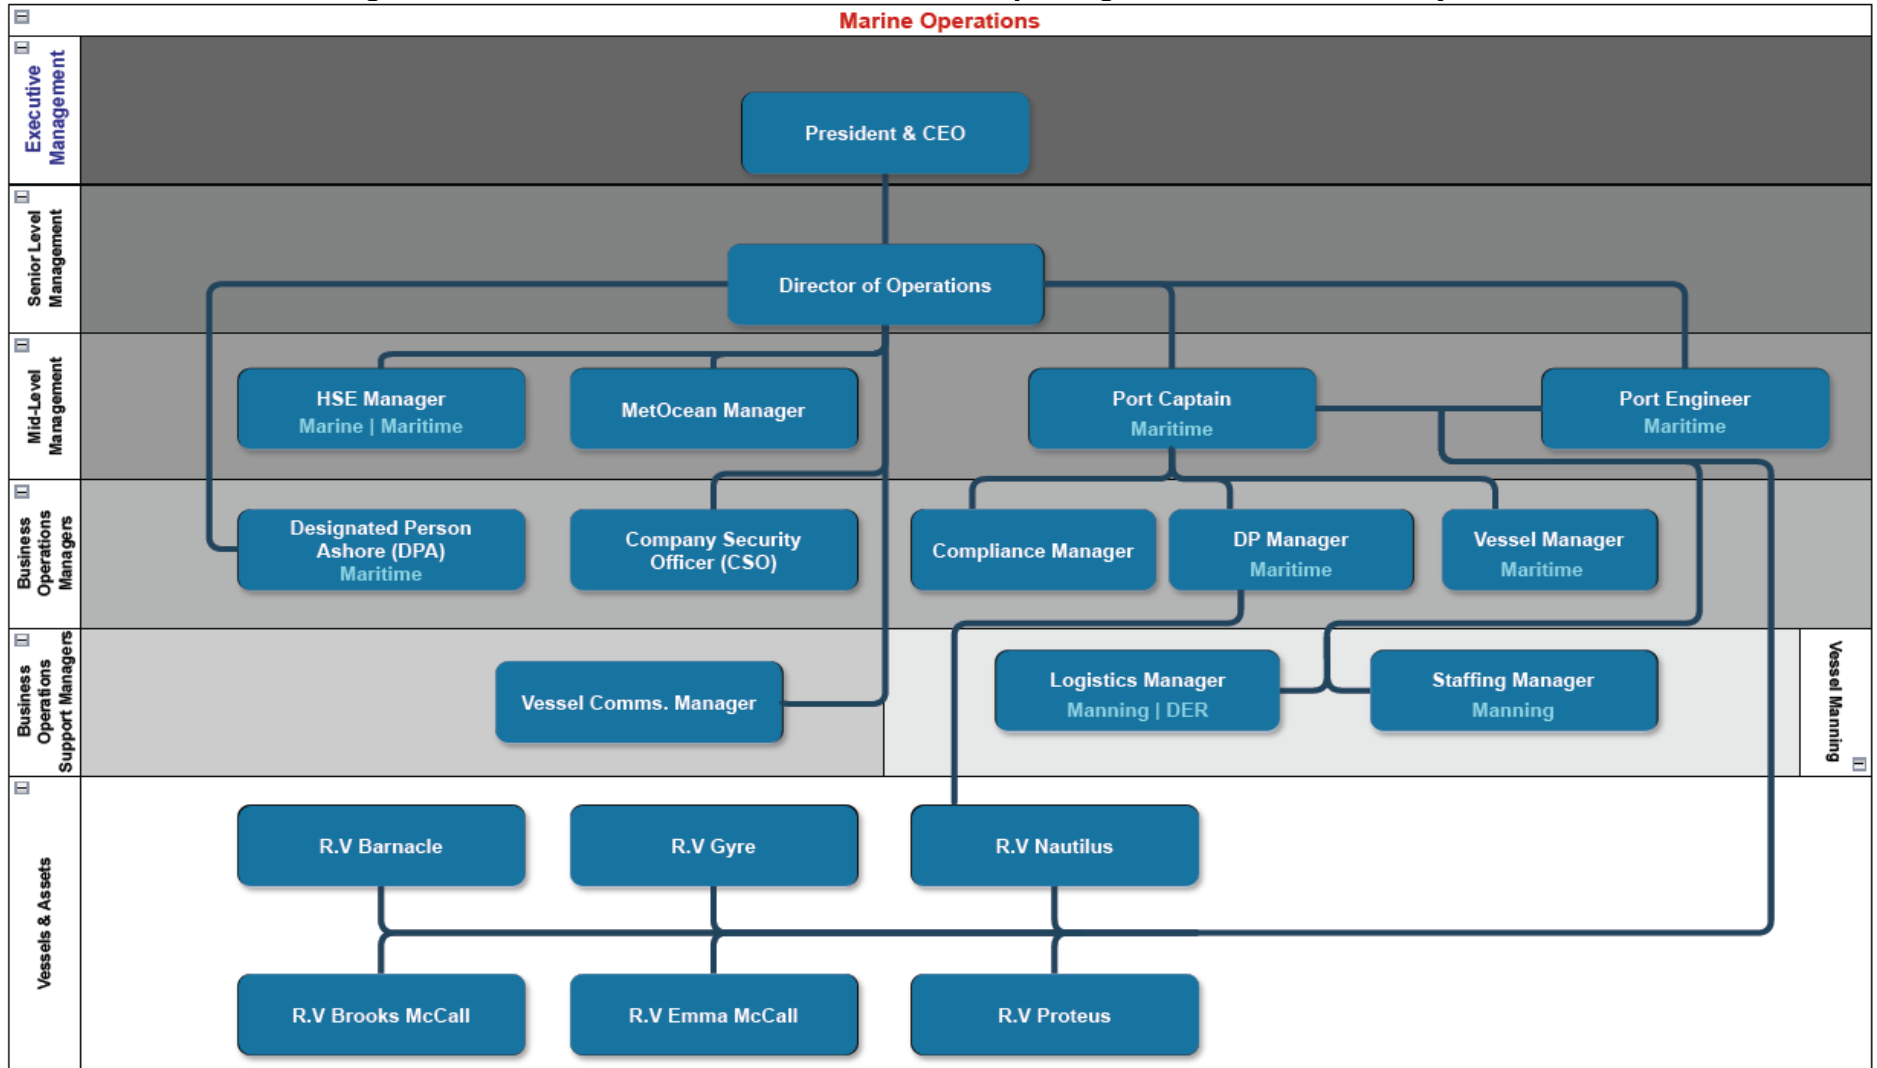 Marine Operations
Executive
Management
President & CEO
Senior Level
Management
Director of Operations
Mid-Level
Management
HSE Manager
Marine | Maritime
MetOcean Manager
Port Captain
Maritime
Port Engineer
Maritime
Business
Operations
Managers
Designated Person
Ashore (DPA)
Maritime
Company Security
Officer (CSO)
Compliance Manager
DP Manager
Maritime
Vessel Manager
Maritime
Business
Operations
Support Managers
Vessel Comms. Manager
Logistics Manager
Manning | DER
Staffing Manager
Manning
Vessel Manning
Vessels & Assets
R.V Barnacle
R.V Gyre
R.V Nautilus
R.V Brooks McCall
R.V Emma McCall
R.V Proteus